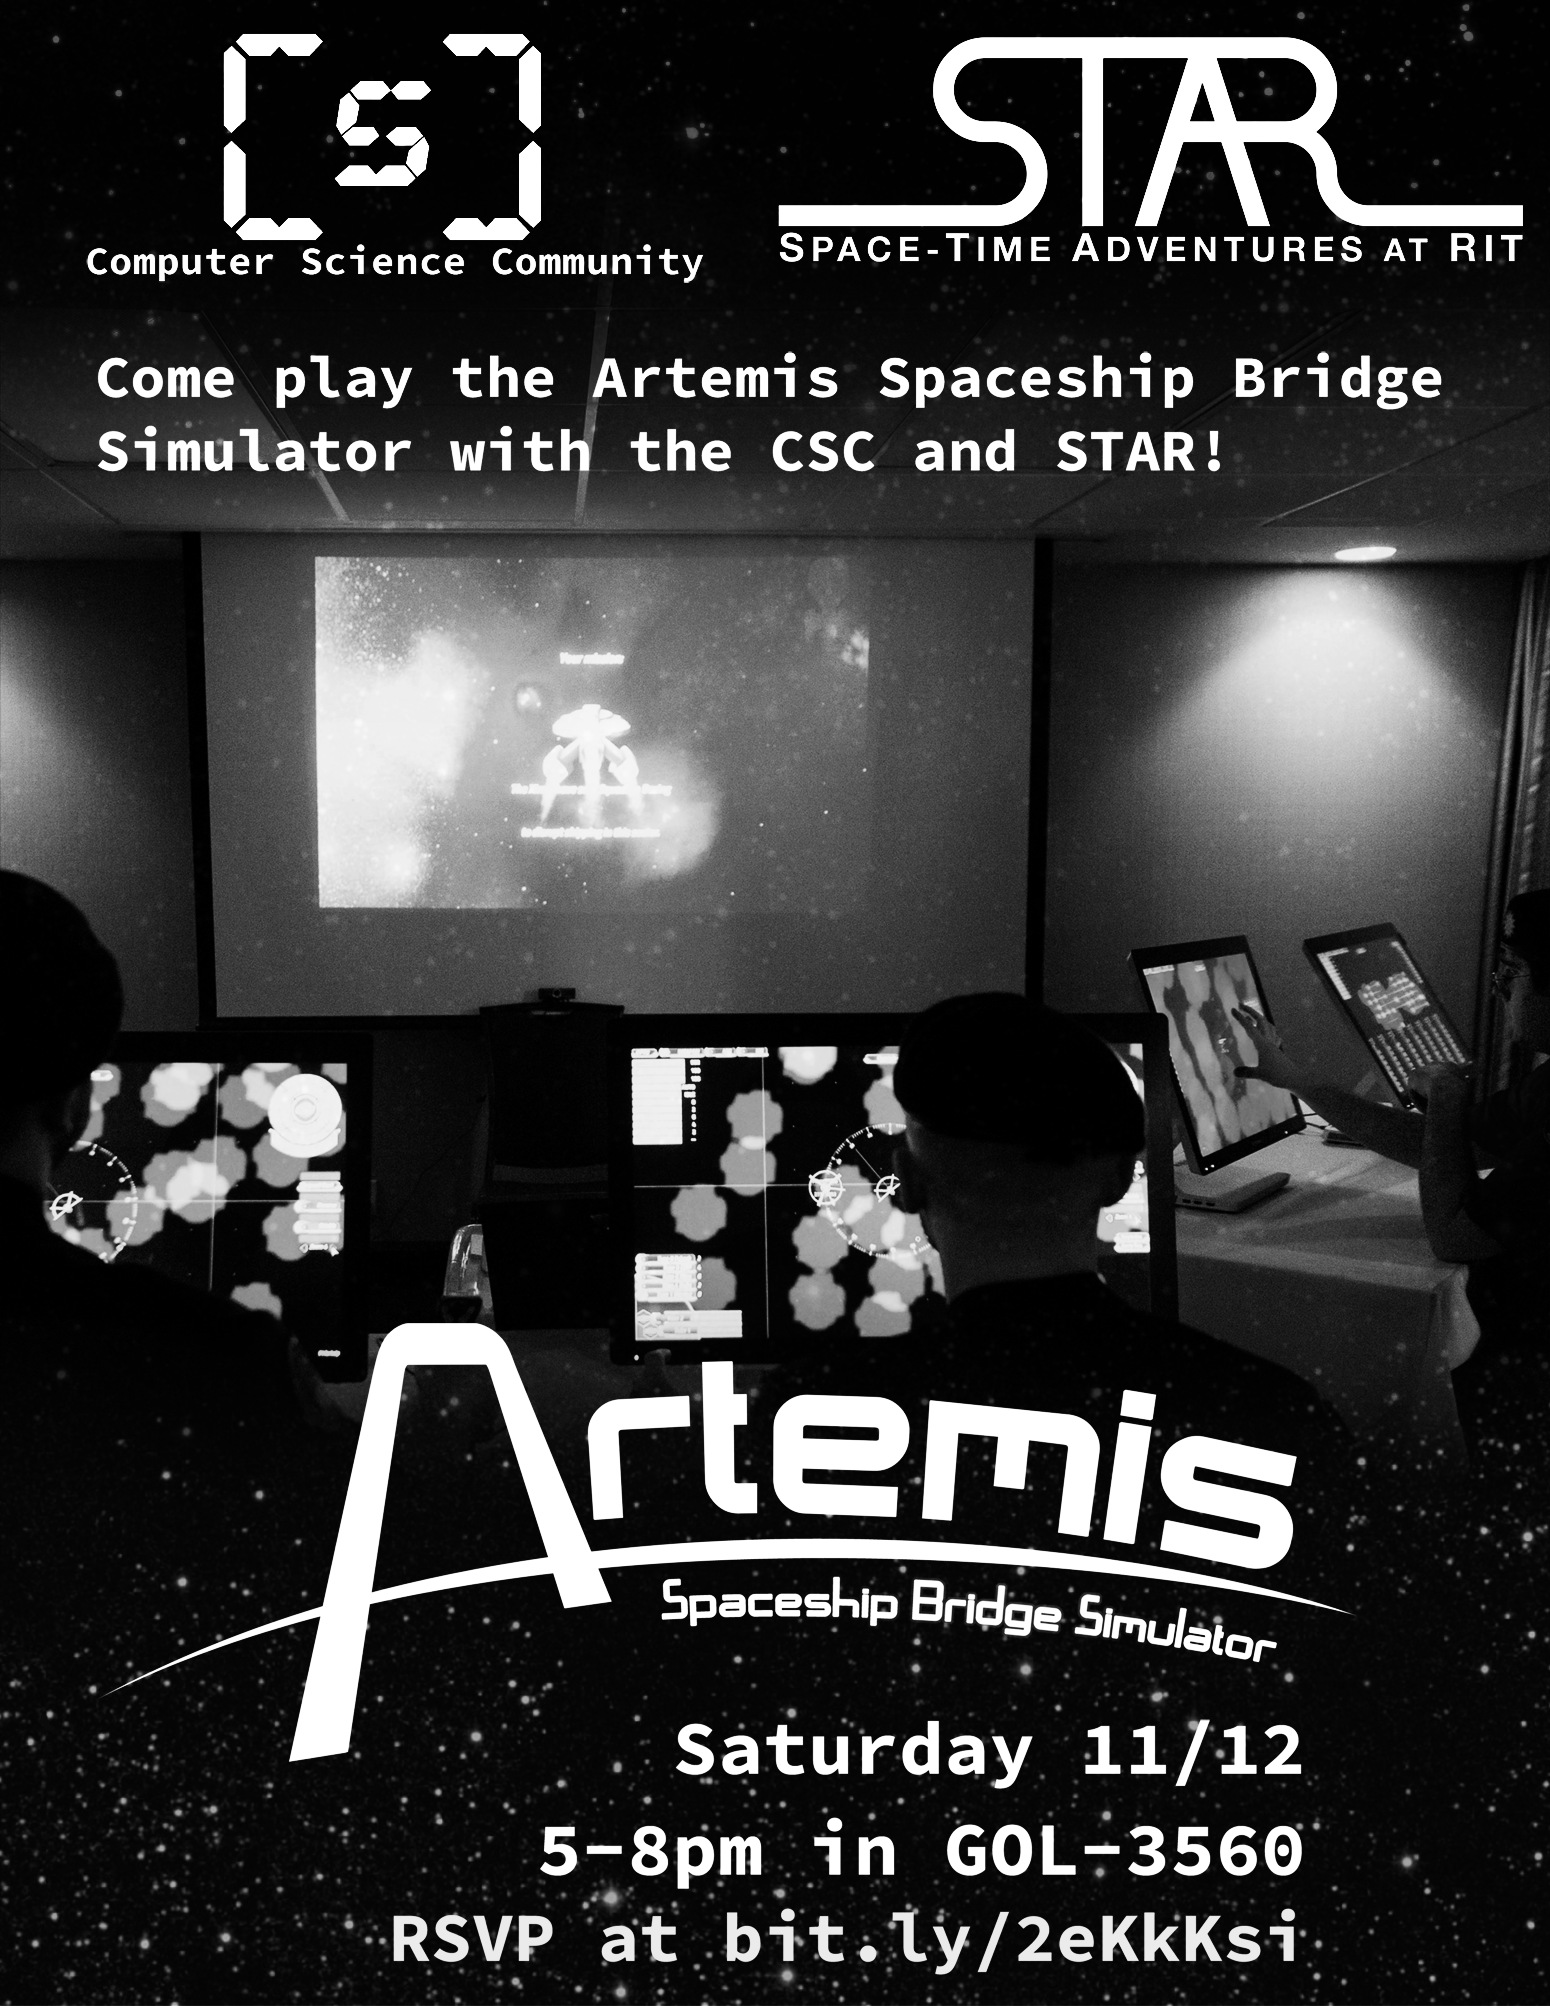 [S]
Computer Science Community
STAR
SPACE-TIME ADVENTURES AT RIT
Come play the Artemis Spaceship Bridge
Simulator with the CSC and STAR!
Your mission
Artemis
Spaceship Bridge Simulator
Saturday 11/12
5-8pm in GOL-3560
RSVP at bit.ly/2eKkKsi